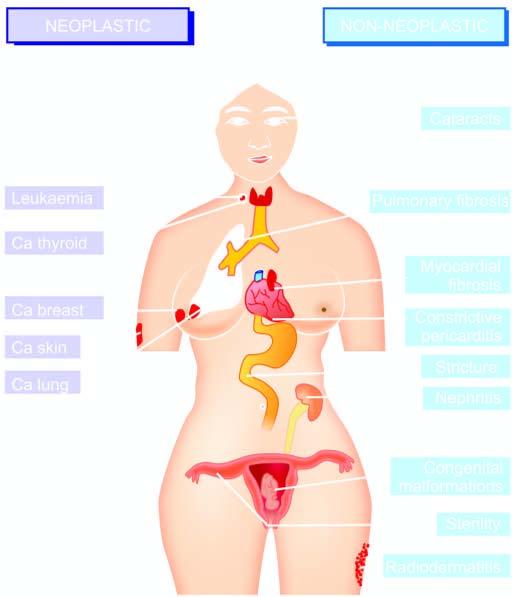 NEOPLASTIC
NON-NEOPLASTIC
Cataracts
Leukaemia
Pulmonary fibrosis
Ca thyroid
Myocardial
fibrosis
Ca breast
Constrictive
pericarditis
Ca skin
Stricture
Ca lung
Nephritis
Congenital
malformations
Sterility
Radiodermatitis